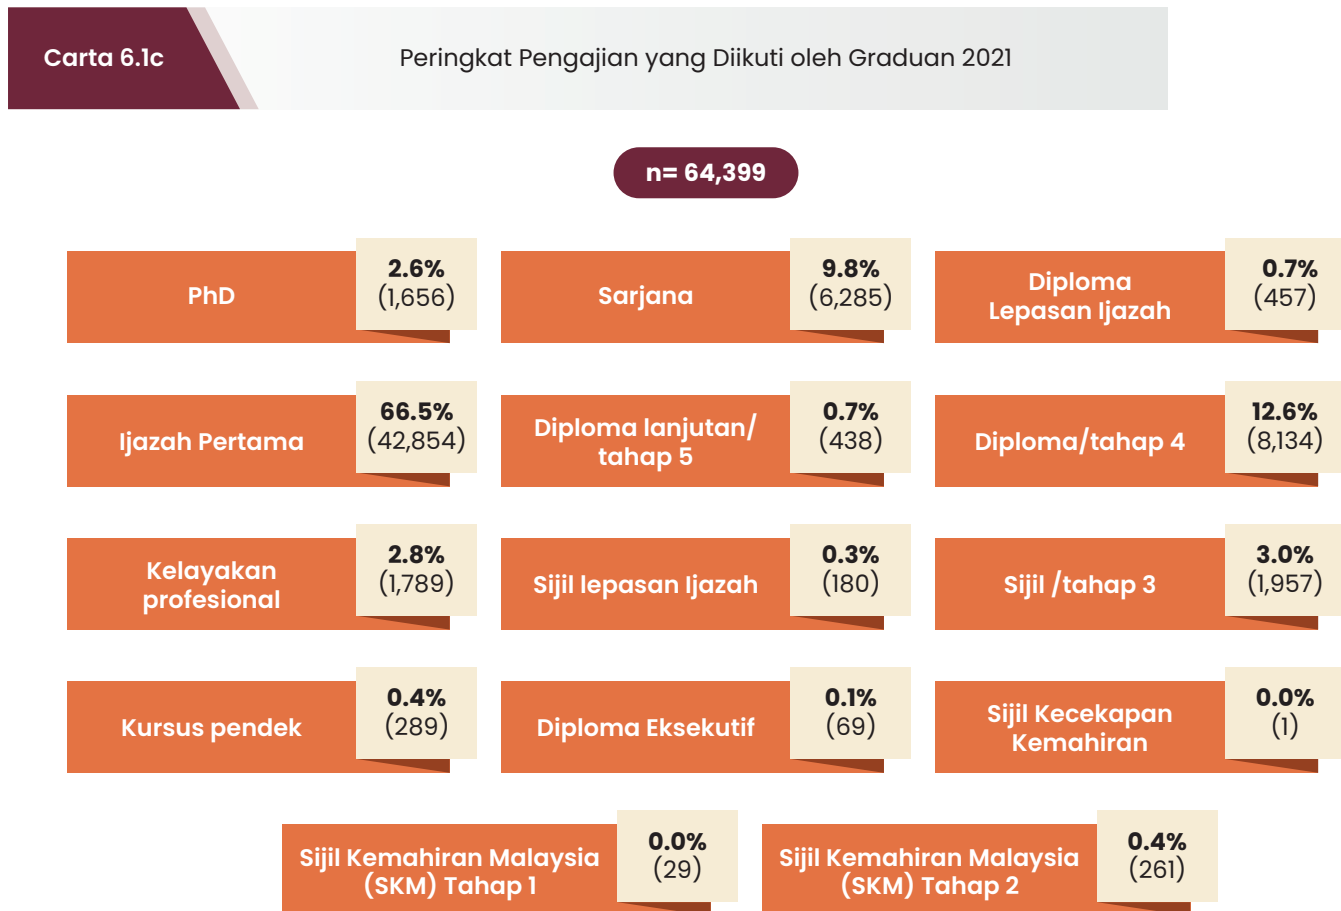 Carta 6.1c
Peringkat Pengajian yang Diikuti oleh Graduan 2021
n= 64,399
PhD
2.6%
(1,656)
Sarjana
9.8%
(6,285)
Diploma
Lepasan Ijazah
0.7%
(457)
Ijazah Pertama
66.5%
(42,854)
Diploma lanjutan/
tahap 5
0.7%
(438)
Diploma/tahap 4
12.6%
(8,134)
Kelayakan
profesional
2.8%
(1,789)
Sijil lepasan Ijazah
0.3%
(180)
Sijil /tahap 3
3.0%
(1,957)
Kursus pendek
0.4%
(289)
Diploma Eksekutif
0.1%
(69)
Sijil Kecekapan
Kemahiran
0.0%
(1)
Sijil Kemahiran Malaysia
(SKM) Tahap 1
0.0%
(29)
Sijil Kemahiran Malaysia
(SKM) Tahap 2
0.4%
(261)